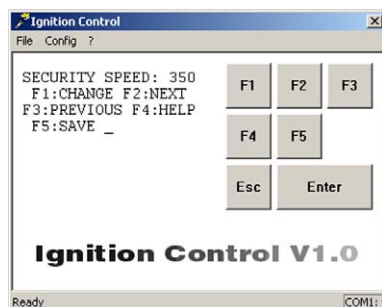 Ignition Control
File Config ?
SECURITY SPEED: 350
F1:CHANGE F2:NEXT
F3:PREVIOUS F4:HELP
F5:SAVE _
F1 F2 F3
F4 F5
Esc Enter
Ignition Control V1.0
Ready COM1: